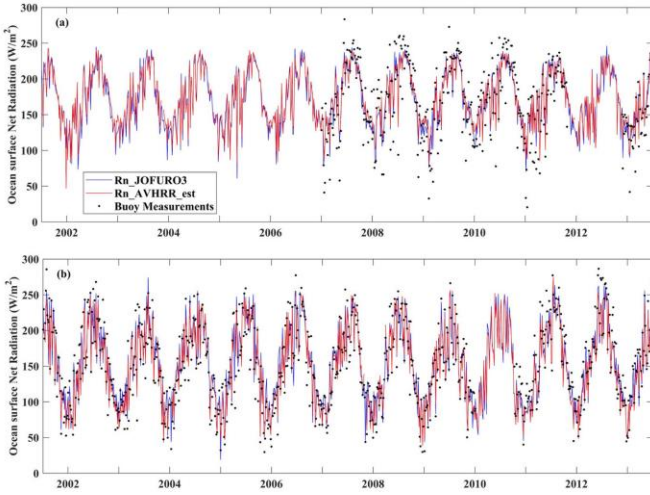 300
(a)
250
200
150
100
50
0
Ocean surface Net Radiation (W/m²)
Rn_JOFURO3
Rn_AVHRR_est
Buoy Measurements
2002 2004 2006 2008 2010 2012
300
(b)
250
200
150
100
50
0
Ocean surface Net Radiation (W/m²)
2002 2004 2006 2008 2010 2012